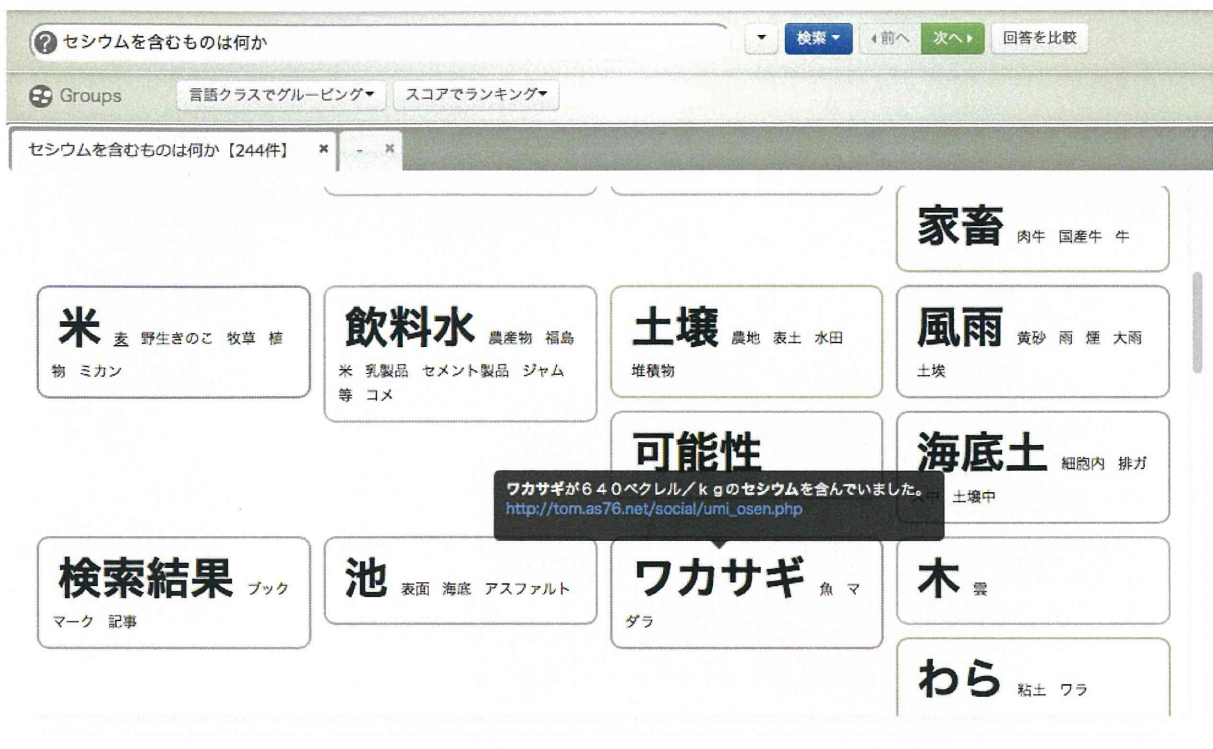 セシウムを含むものは何か
検索 前へ 次へ 回答を比較
Groups 言語クラスでグルーピング スコアでランキング
セシウムを含むものは何か【244件】 × - ×
家畜 肉牛 国産牛 牛
米 麦 野生きのこ 牧草 植
物 ミカン
飲料水 農産物 福島
米 乳製品 セメント製品 ジャム
等 コメ
土壌 農地 表土 水田
堆積物
風雨 黄砂 雨 煙 大雨
土埃
可能性
海底土 細胞内 排ガ
土壌中
ワカサギが640ベクレル/kgのセシウムを含んでいました。
http://tom.as76.net/social/umi_osen.php
検索結果 ブック
マーク 記事
池 表面 海底 アスファルト
ワカサギ 魚 マ
ダラ
木 雲
わら 粘土 ワラ